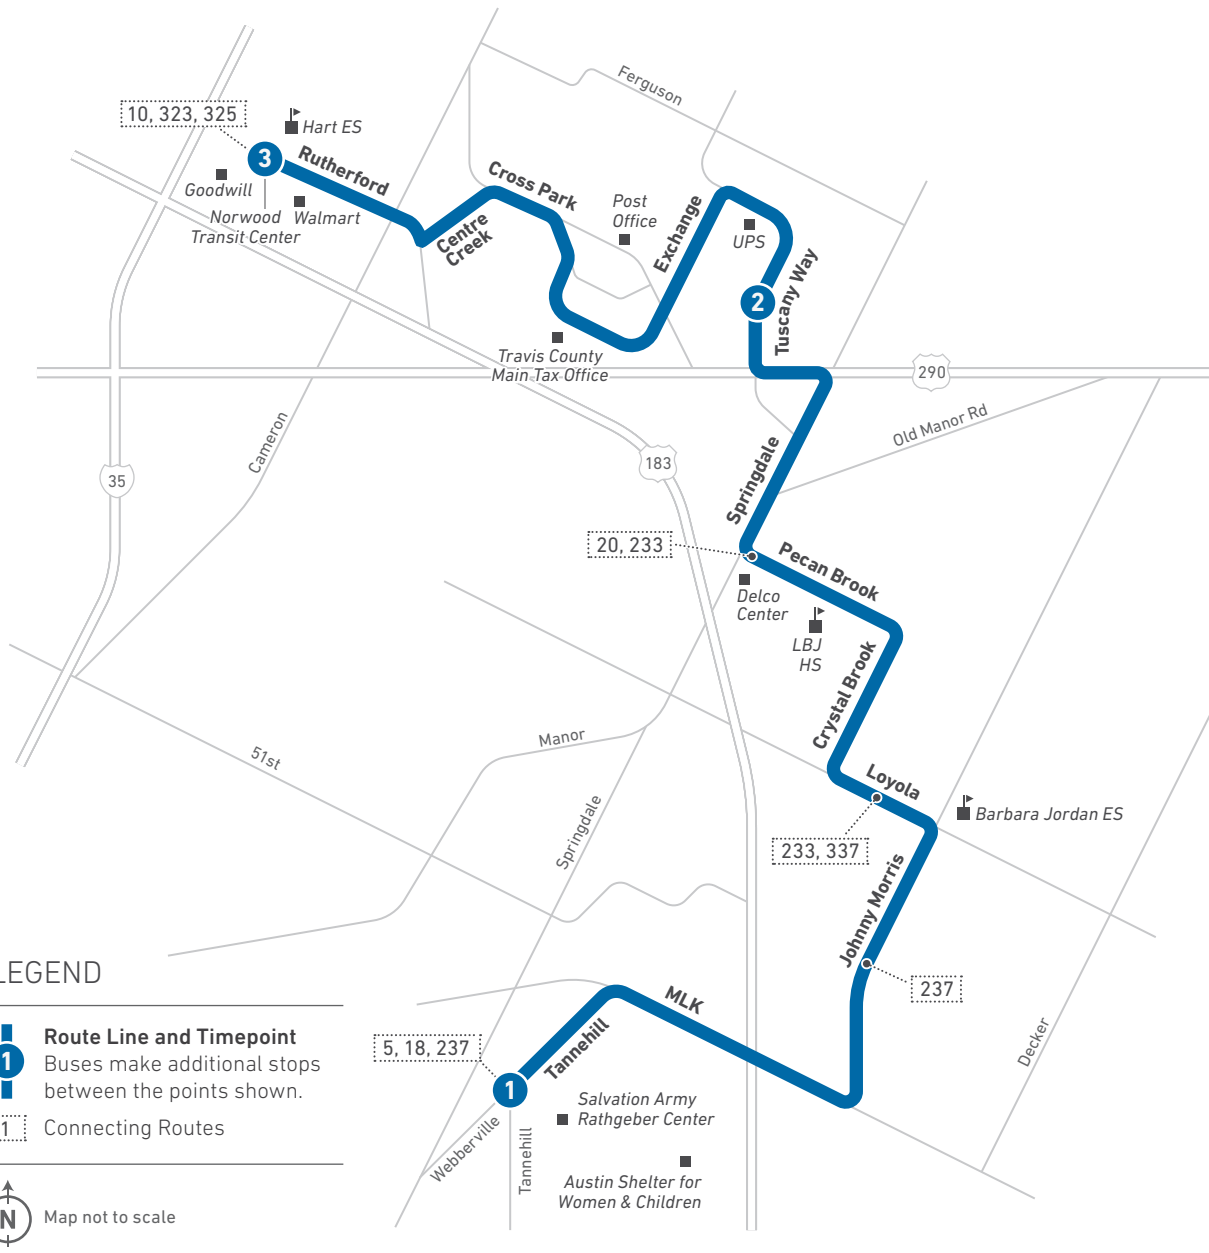 Ferguson
10, 323, 325
Hart ES
3
Rutherford
Cross Park
Goodwill
Norwood
Transit Center
Walmart
Centre
Creek
Post
Office
Exchange
UPS
2
Tuscany Way
Travis County
Main Tax Office
290
Old Manor Rd
Cameron
183
35
Springdale
20, 233
Pecan Brook
Delco
Center
LBJ
HS
Crystal Brook
Manor
51st
Loyola
Barbara Jordan ES
Springdale
233, 337
Johnny Morris
237
MLK
Decker
5, 18, 237
Tannehill
1
Salvation Army
Rathgeber Center
Webberville
Tannehill
Austin Shelter for
Women & Children
LEGEND
1
Route Line and Timepoint
Buses make additional stops
between the points shown.
1
Connecting Routes
N
Map not to scale